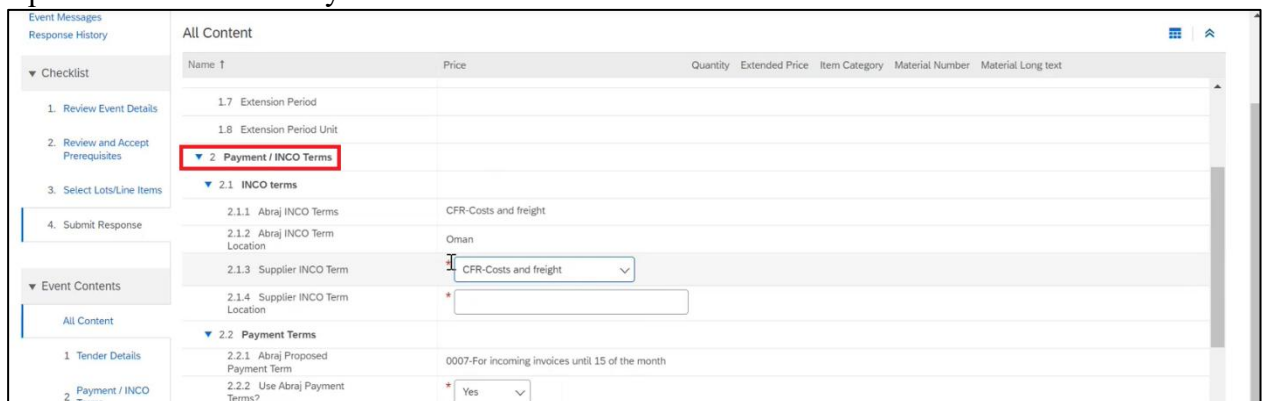 Event Messages
Response History
▼ Checklist
1. Review Event Details
2. Review and Accept
Prerequisites
3. Select Lots/Line Items
4. Submit Response
▼ Event Contents
All Content
1 Tender Details
2 Payment / INCO
All Content
Name ↑ Price Quantity Extended Price Item Category Material Number Material Long text
1.7 Extension Period
1.8 Extension Period Unit
▼ 2 Payment / INCO Terms
▼ 2.1 INCO terms
2.1.1 Abraj INCO Terms CFR-Costs and freight
2.1.2 Abraj INCO Term
Location Oman
2.1.3 Supplier INCO Term * CFR-Costs and freight
2.1.4 Supplier INCO Term
Location *
▼ 2.2 Payment Terms
2.2.1 Abraj Proposed
Payment Term 0007-For incoming invoices until 15 of the month
2.2.2 Use Abraj Payment
Terms? * Yes